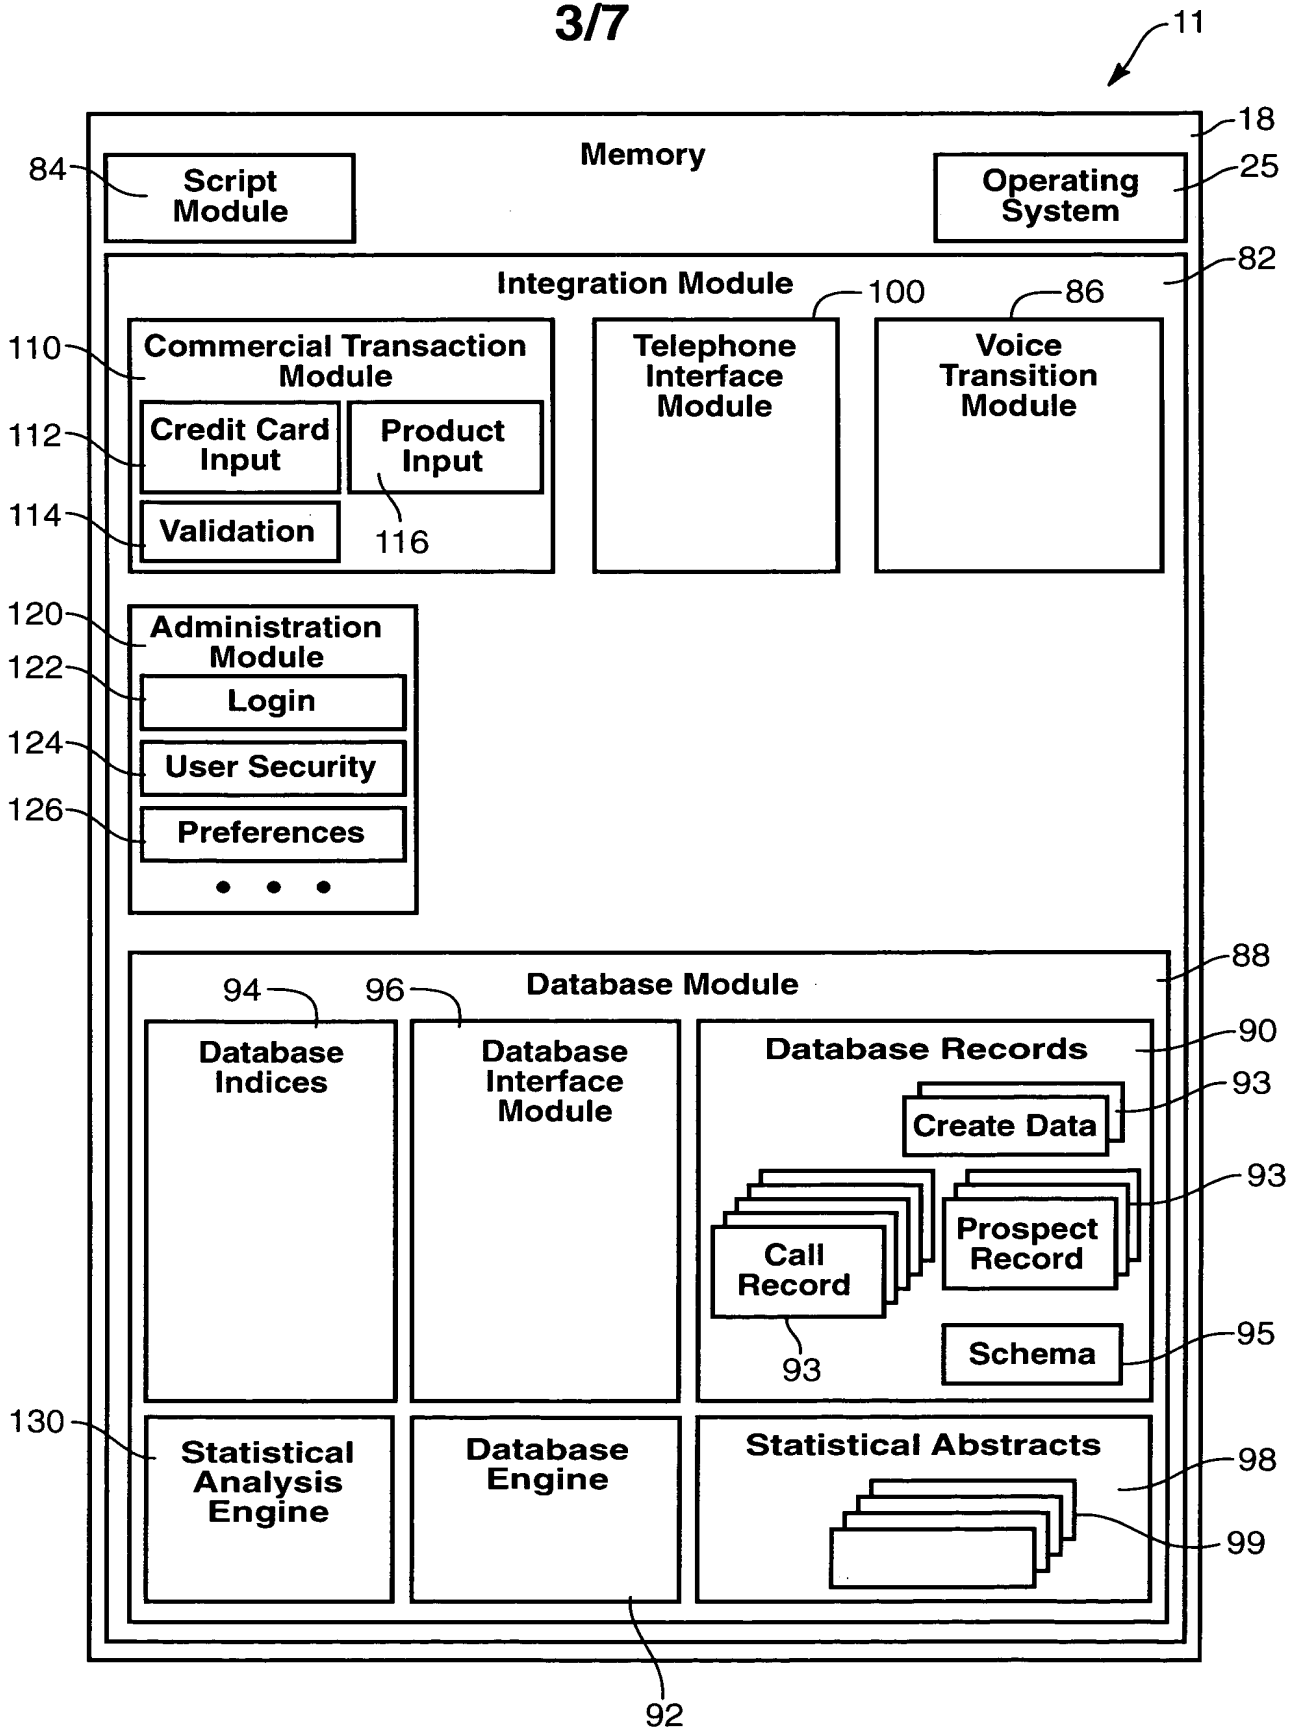 3/7
11
18
Memory
84
Script
Module
25
Operating
System
82
Integration Module
100
86
110
Commercial Transaction
Module
Telephone
Interface
Module
Voice
Transition
Module
112
Credit Card
Input
Product
Input
114
Validation
116
120
Administration
Module
122
Login
124
User Security
126
Preferences
• • •
88
Database Module
94
96
90
Database
Indices
Database
Interface
Module
Database Records
93
Create Data
93
Prospect
Record
Call
Record
93
95
Schema
130
Statistical
Analysis
Engine
Database
Engine
Statistical Abstracts
98
99
92